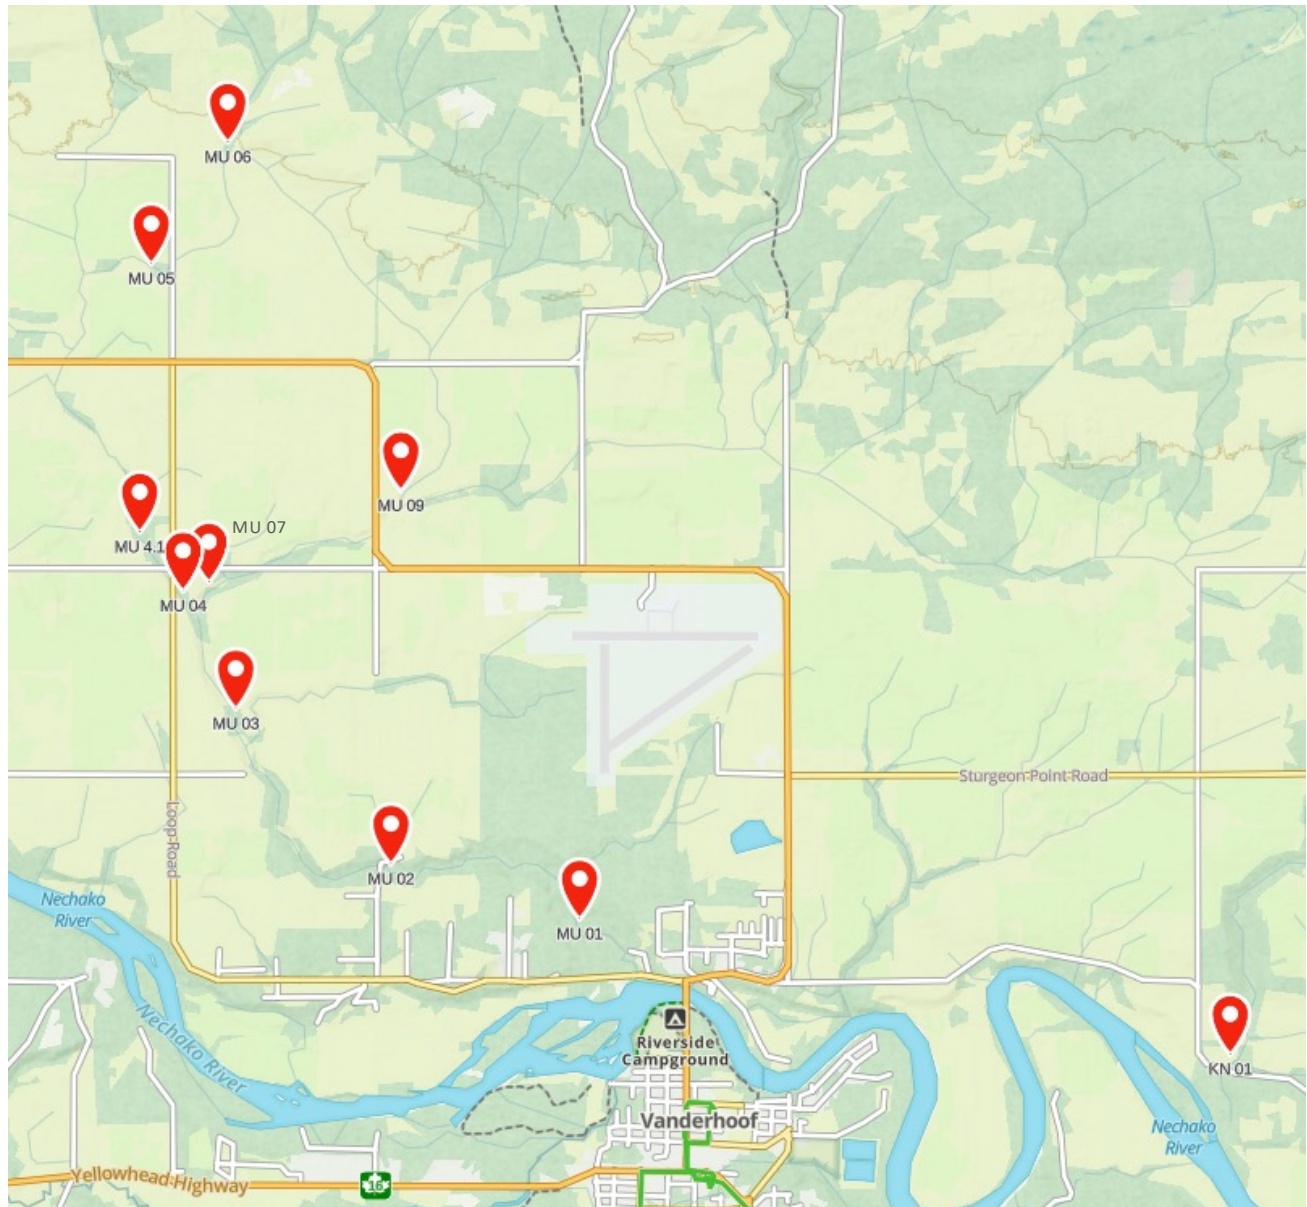 MU 06
MU 05
MU 09
MU 07
MU 4.1
MU 04
MU 03
Sturgeon Point Road
Loop Road
MU 02
Nechako
River
MU 01
Nechako River
Riverside
Campground
KN 01
Vanderhoof
Nechako
River
Yellowhead Highway
16